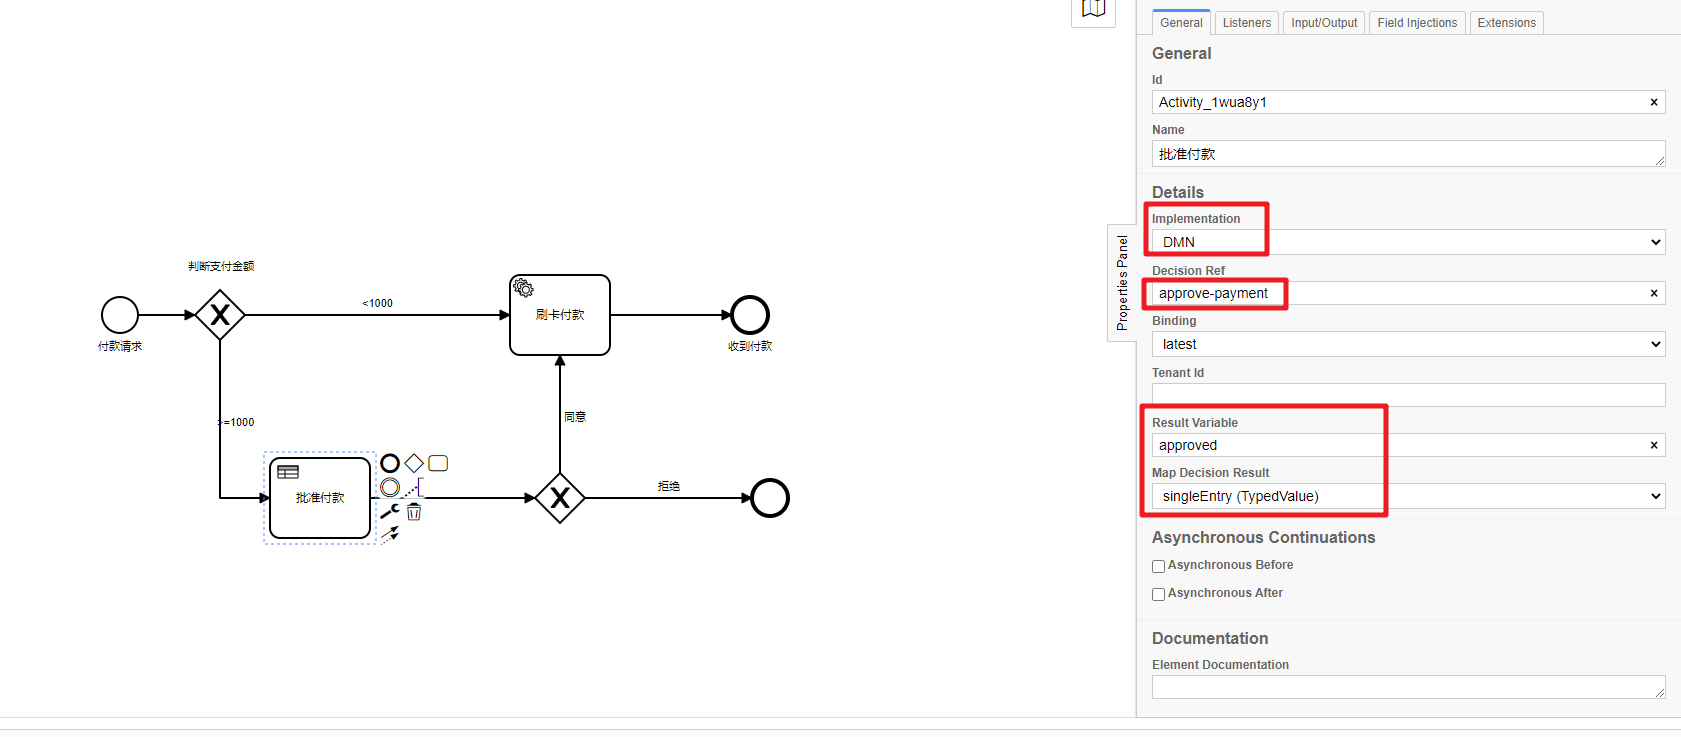 General
Listeners
Input/Output
Field Injections
Extensions
General
Id
Activity_1wua8y1
Name
批准付款
Details
Implementation
DMN
Decision Ref
approve-payment
Binding
latest
Tenant Id
Result Variable
approved
Map Decision Result
singleEntry (TypedValue)
Asynchronous Continuations
Asynchronous Before
Asynchronous After
Documentation
Element Documentation
Properties Panel
判断支付金额
<1000
付款请求
刷卡付款
收到付款
>=1000
同意
批准付款
拒绝